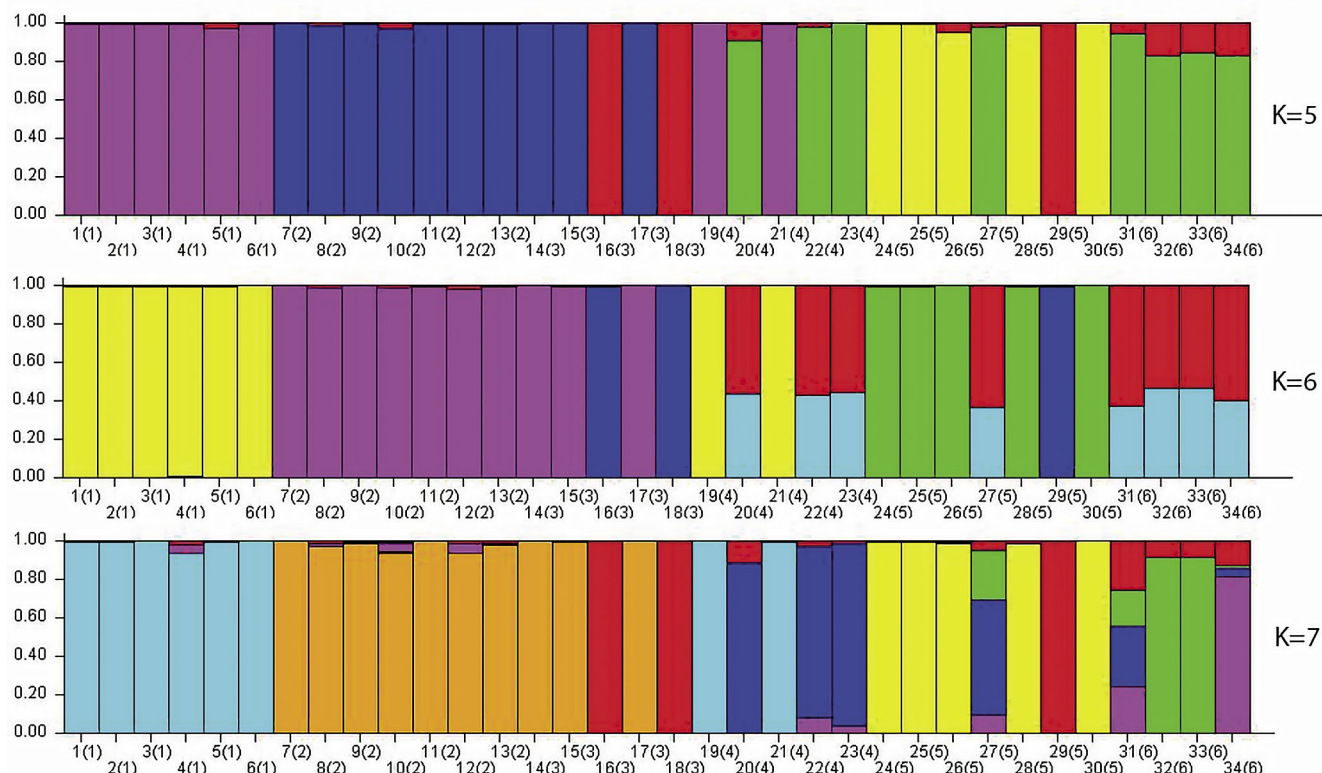 1.00
0.80
0.60
0.40
0.20
0.00
K=5
1(1) 3(1) 5(1) 7(2) 9(2) 11(2) 13(2) 15(3) 17(3) 19(4) 21(4) 23(4) 25(5) 27(5) 29(5) 31(6) 33(6)
2(1) 4(1) 6(1) 8(2) 10(2) 12(2) 14(3) 16(3) 18(3) 20(4) 22(4) 24(5) 26(5) 28(5) 30(5) 32(6) 34(6)
1.00
0.80
0.60
0.40
0.20
0.00
K=6
1(1) 3(1) 5(1) 7(2) 9(2) 11(2) 13(2) 15(3) 17(3) 19(4) 21(4) 23(4) 25(5) 27(5) 29(5) 31(6) 33(6)
2(1) 4(1) 6(1) 8(2) 10(2) 12(2) 14(3) 16(3) 18(3) 20(4) 22(4) 24(5) 26(5) 28(5) 30(5) 32(6) 34(6)
1.00
0.80
0.60
0.40
0.20
0.00
K=7
1(1) 3(1) 5(1) 7(2) 9(2) 11(2) 13(2) 15(3) 17(3) 19(4) 21(4) 23(4) 25(5) 27(5) 29(5) 31(6) 33(6)
2(1) 4(1) 6(1) 8(2) 10(2) 12(2) 14(3) 16(3) 18(3) 20(4) 22(4) 24(5) 26(5) 28(5) 30(5) 32(6) 34(6)